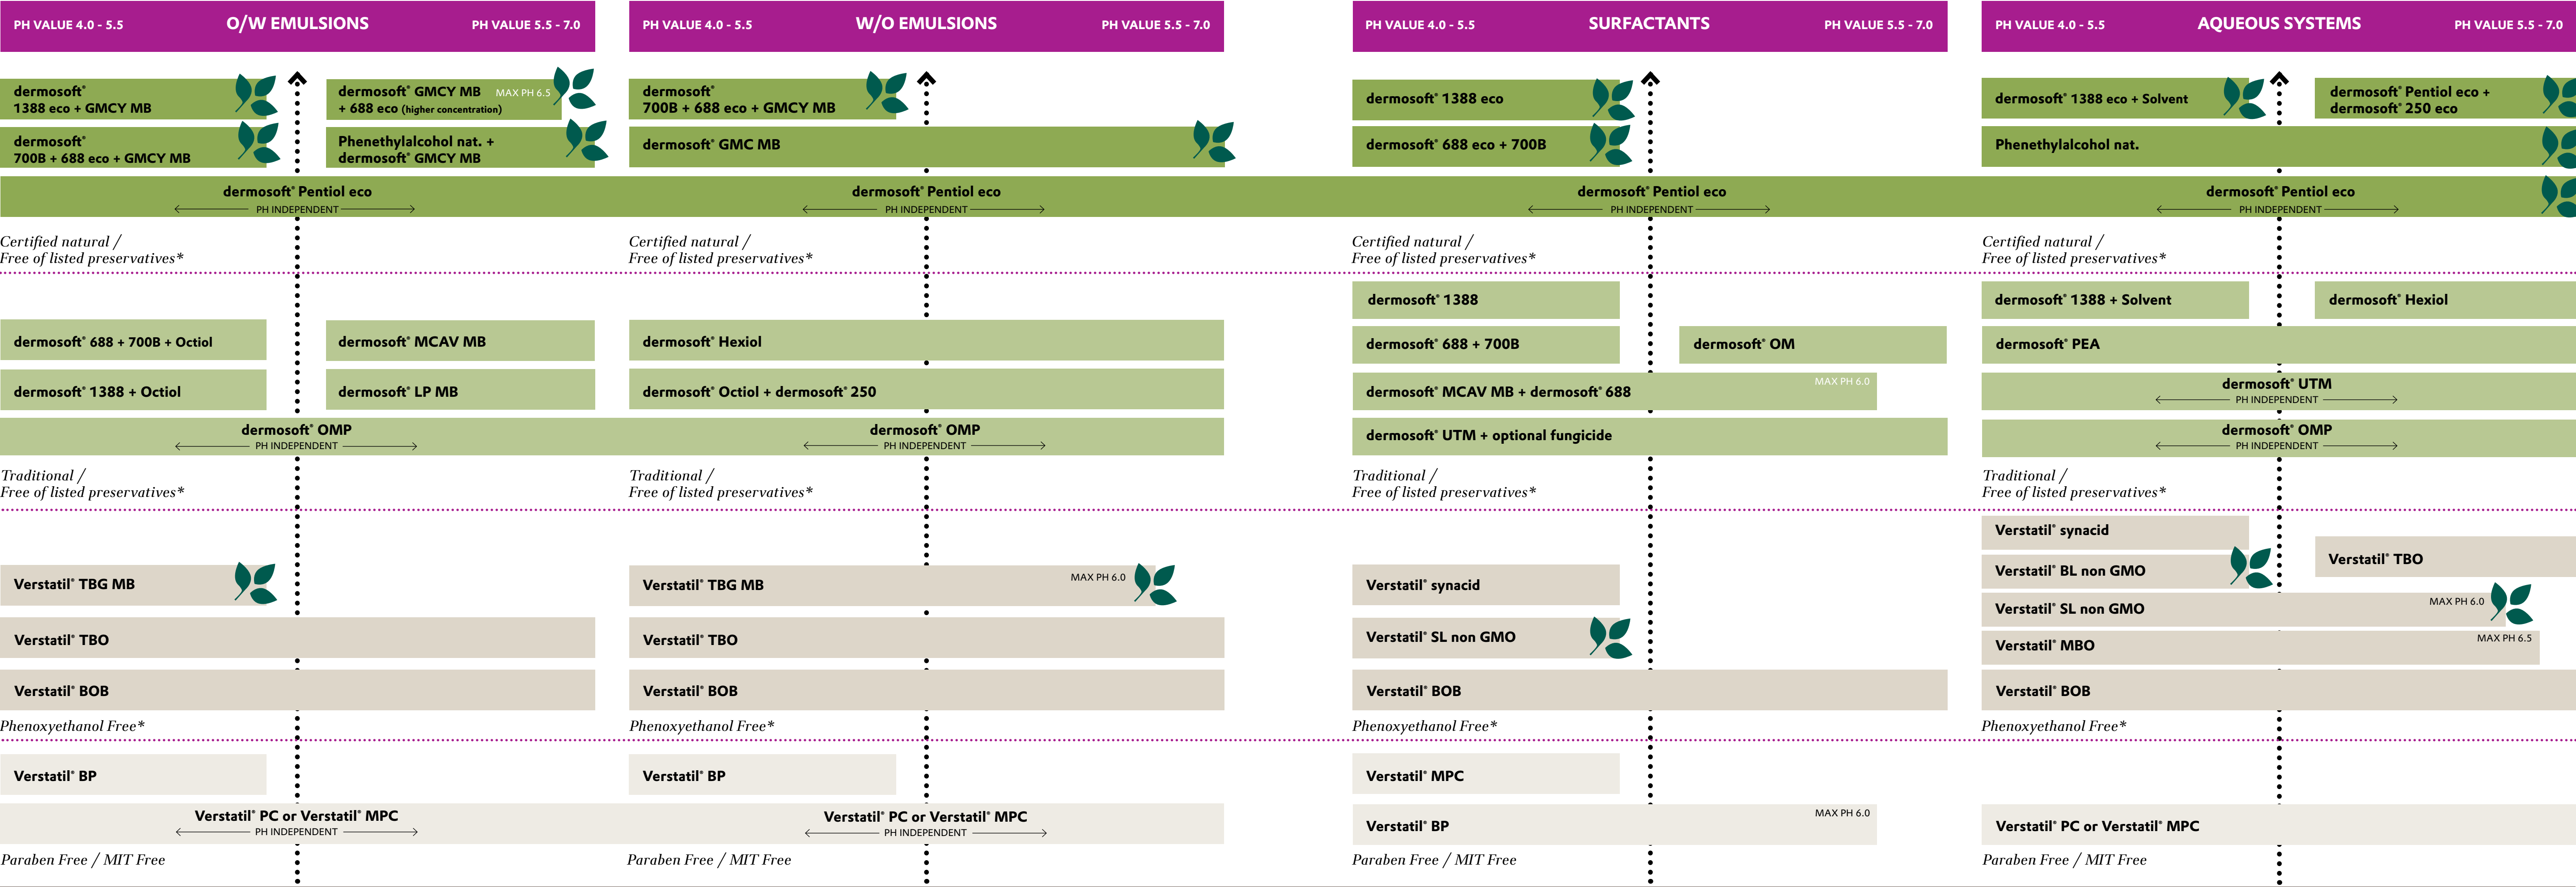 PH VALUE 4.0 - 5.5
O/W EMULSIONS
PH VALUE 5.5 - 7.0
dermosoft®
1388 eco + GMCY MB
dermosoft® GMCY MB
MAX PH 6.5
+ 688 eco (higher concentration)
dermosoft®
700B + 688 eco + GMCY MB
Phenethylalcohol nat. +
dermosoft® GMCY MB
dermosoft® Pentiol eco
PH INDEPENDENT
Certified natural /
Free of listed preservatives*
dermosoft® 688 + 700B + Octiol
dermosoft® MCAV MB
dermosoft® 1388 + Octiol
dermosoft® LP MB
dermosoft® OMP
PH INDEPENDENT
Traditional /
Free of listed preservatives*
Verstatil® TBG MB
Verstatil® TBO
Verstatil® BOB
Phenoxyethanol Free*
Verstatil® BP
Verstatil® PC or Verstatil® MPC
PH INDEPENDENT
Paraben Free / MIT Free
PH VALUE 4.0 - 5.5
W/O EMULSIONS
PH VALUE 5.5 - 7.0
dermosoft®
700B + 688 eco + GMCY MB
dermosoft® GMC MB
dermosoft® Pentiol eco
PH INDEPENDENT
Certified natural /
Free of listed preservatives*
dermosoft® Hexiol
dermosoft® Octiol + dermosoft® 250
dermosoft® OMP
PH INDEPENDENT
Traditional /
Free of listed preservatives*
Verstatil® TBG MB
MAX PH 6.0
Verstatil® TBO
Verstatil® BOB
Phenoxyethanol Free*
Verstatil® BP
Verstatil® PC or Verstatil® MPC
PH INDEPENDENT
Paraben Free / MIT Free
PH VALUE 4.0 - 5.5
SURFACTANTS
PH VALUE 5.5 - 7.0
dermosoft® 1388 eco
dermosoft® 688 eco + 700B
dermosoft® Pentiol eco
PH INDEPENDENT
Certified natural /
Free of listed preservatives*
dermosoft® 1388
dermosoft® 688 + 700B
dermosoft® OM
dermosoft® MCAV MB + dermosoft® 688
MAX PH 6.0
dermosoft® UTM + optional fungicide
Traditional /
Free of listed preservatives*
Verstatil® synacid
Verstatil® SL non GMO
Verstatil® BOB
Phenoxyethanol Free*
Verstatil® MPC
Verstatil® BP
MAX PH 6.0
Paraben Free / MIT Free
PH VALUE 4.0 - 5.5
AQUEOUS SYSTEMS
PH VALUE 5.5 - 7.0
dermosoft® 1388 eco + Solvent
dermosoft® Pentiol eco +
dermosoft® 250 eco
Phenethylalcohol nat.
dermosoft® Pentiol eco
PH INDEPENDENT
Certified natural /
Free of listed preservatives*
dermosoft® 1388 + Solvent
dermosoft® Hexiol
dermosoft® PEA
dermosoft® UTM
PH INDEPENDENT
dermosoft® OMP
PH INDEPENDENT
Traditional /
Free of listed preservatives*
Verstatil® synacid
Verstatil® TBO
Verstatil® BL non GMO
Verstatil® SL non GMO
MAX PH 6.0
Verstatil® MBO
MAX PH 6.5
Verstatil® BOB
Phenoxyethanol Free*
Verstatil® PC or Verstatil® MPC
Paraben Free / MIT Free